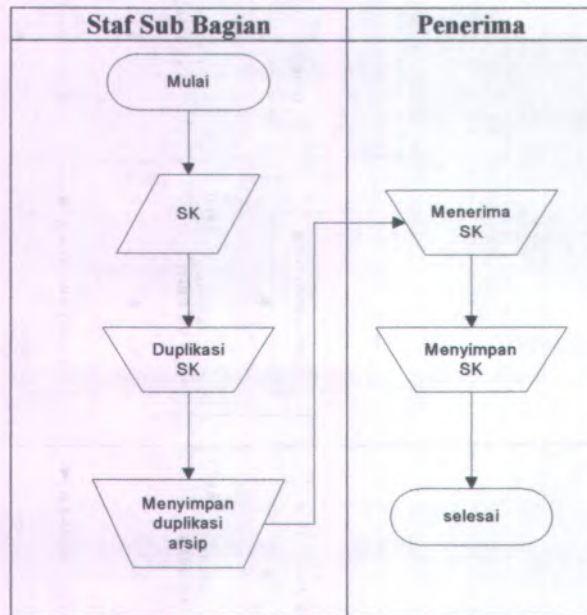 Staf Sub Bagian
Penerima
Mulai
SK
Duplikasi
SK
Menyimpan
duplikasi
arsip
Menerima
SK
Menyimpan
SK
selesai